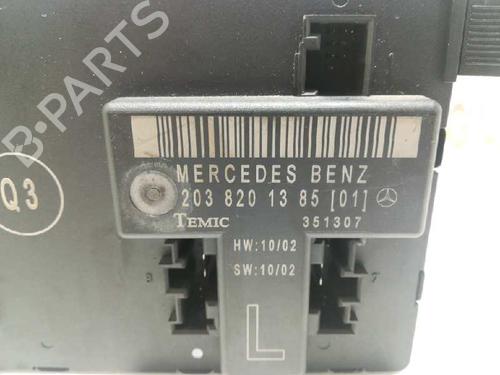 B-PARTS
MERCEDES BENZ
203 820 13 85 [01]
Q3
TEMIC 351307
HW:10/02
SW:10/02
L